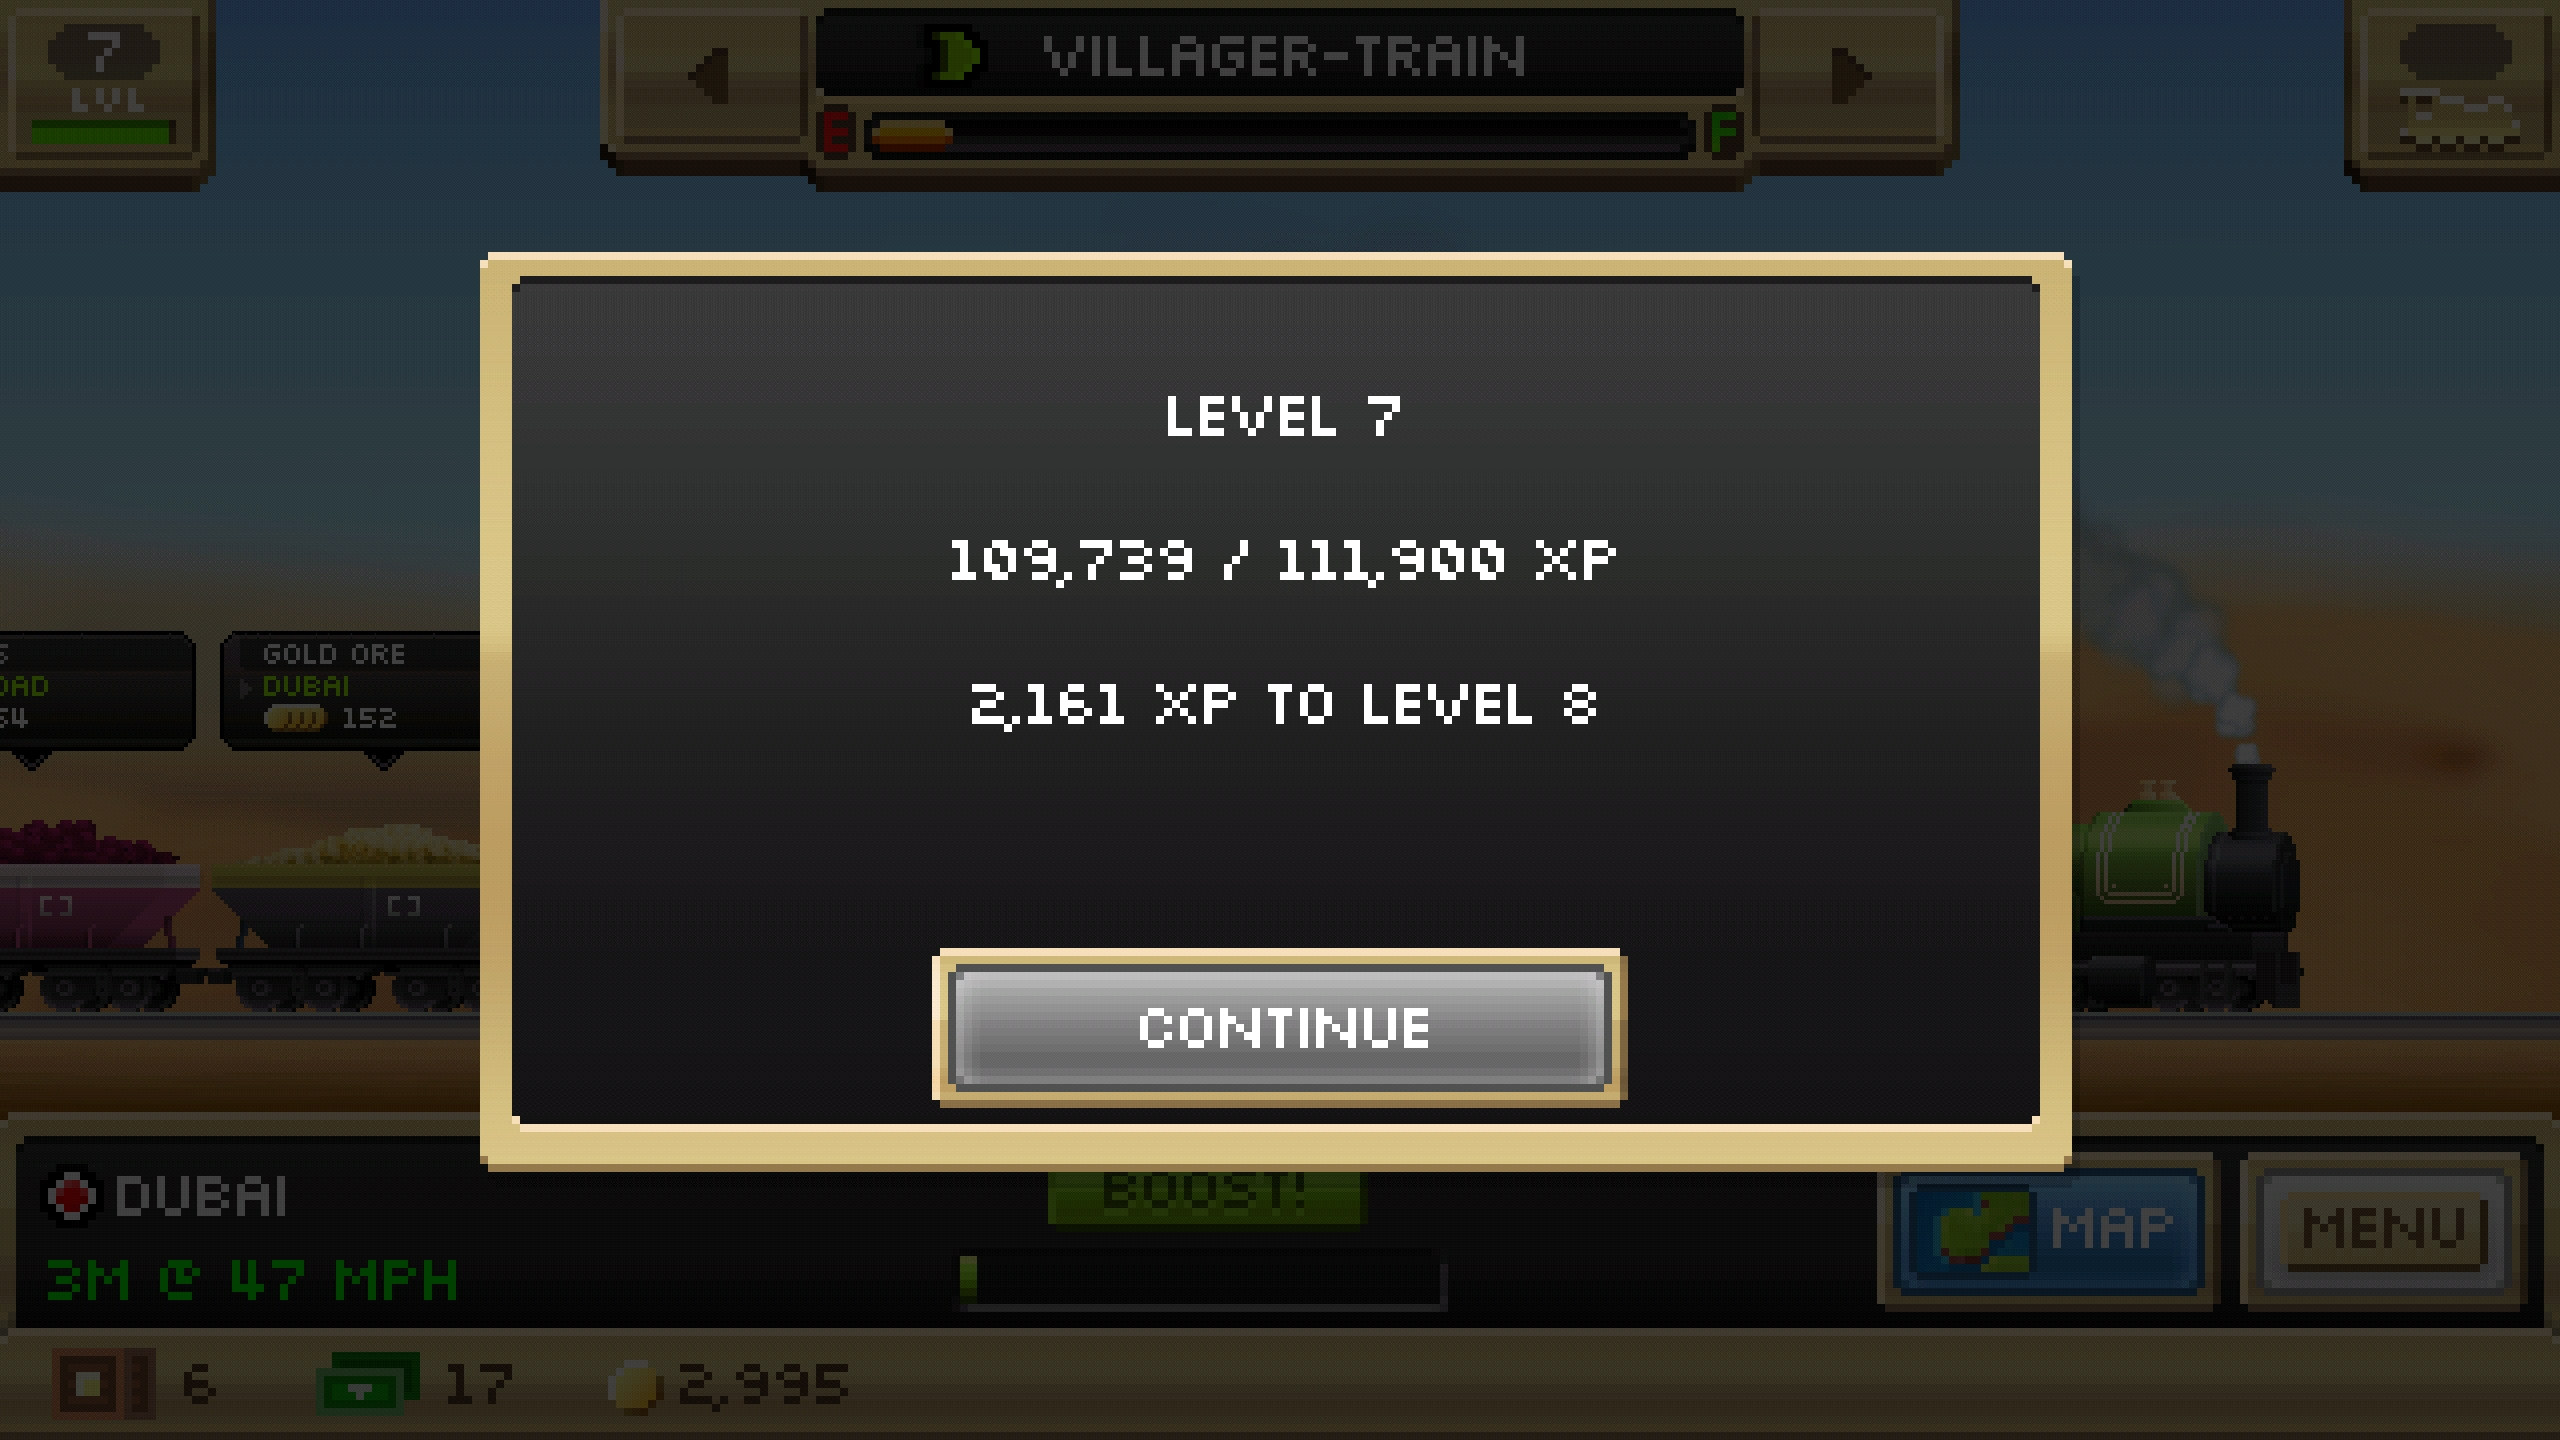 7
LVL
VILLAGER-TRAIN
E
F
LEVEL 7
109,739 / 111,900 XP
2,161 XP TO LEVEL 8
CONTINUE
GOLD ORE
DUBAI
152
DUBAI
3M @ 47 MPH
BOOST!
MAP
MENU
6
17
2,995